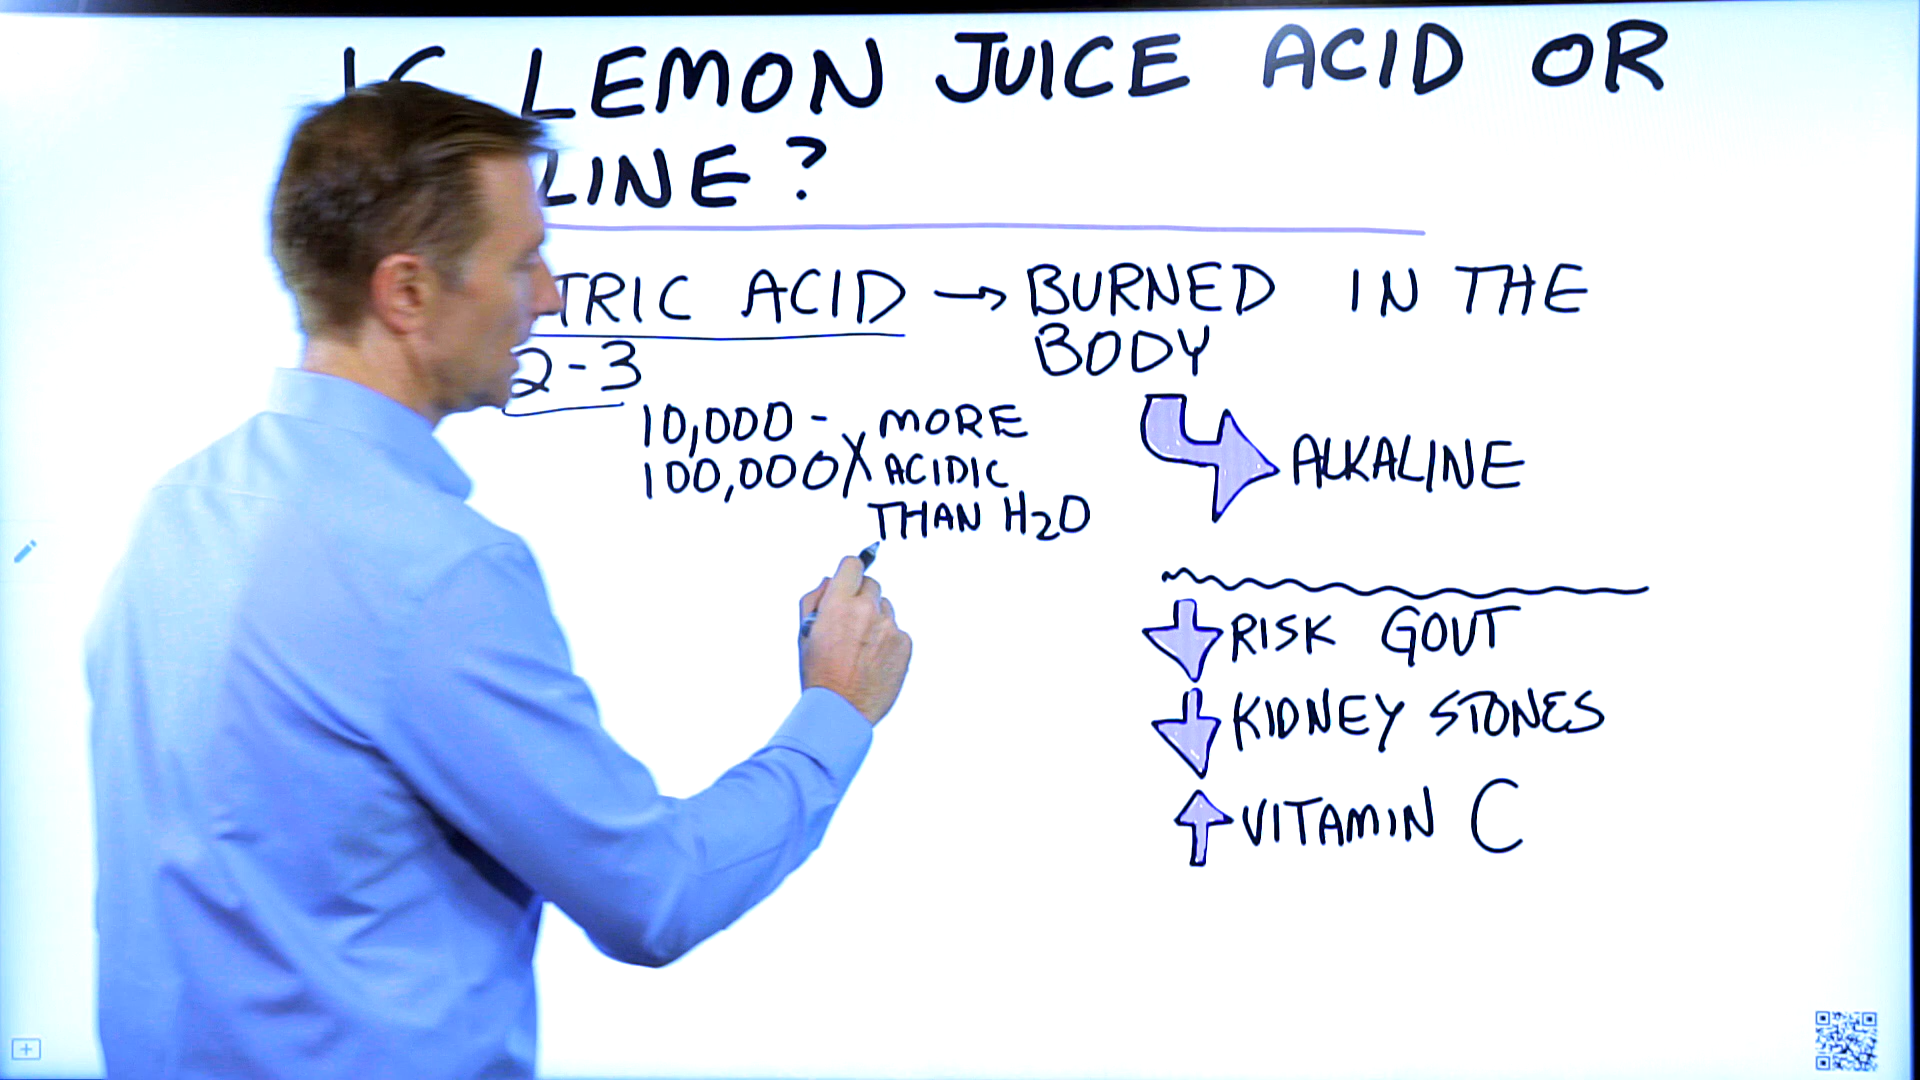 LEMON JUICE ACID OR
LINE?
TRIC ACID → BURNED IN THE
BODY
2-3
10,000 -
100,000 X MORE
ACIDIC
THAN H2O
ALKALINE
RISK GOUT
KIDNEY STONES
VITAMIN C